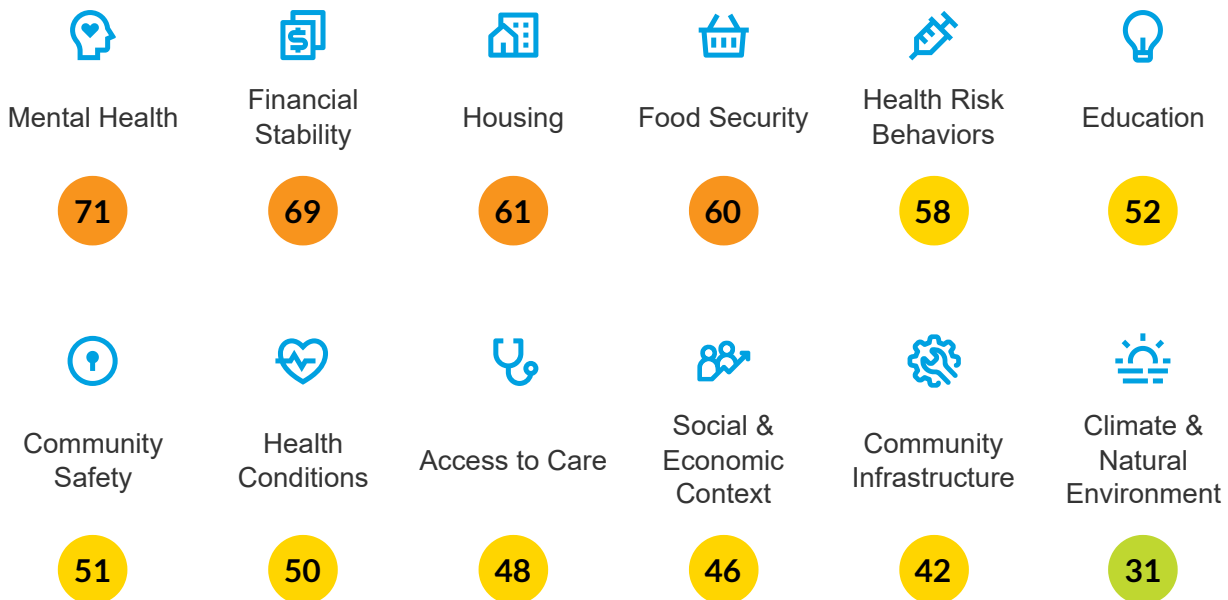 Mental Health
Financial
Stability
Housing
Food Security
Health Risk
Behaviors
Education
71
69
61
60
58
52
Community
Safety
Health
Conditions
Access to Care
Social &
Economic
Context
Community
Infrastructure
Climate &
Natural
Environment
51
50
48
46
42
31